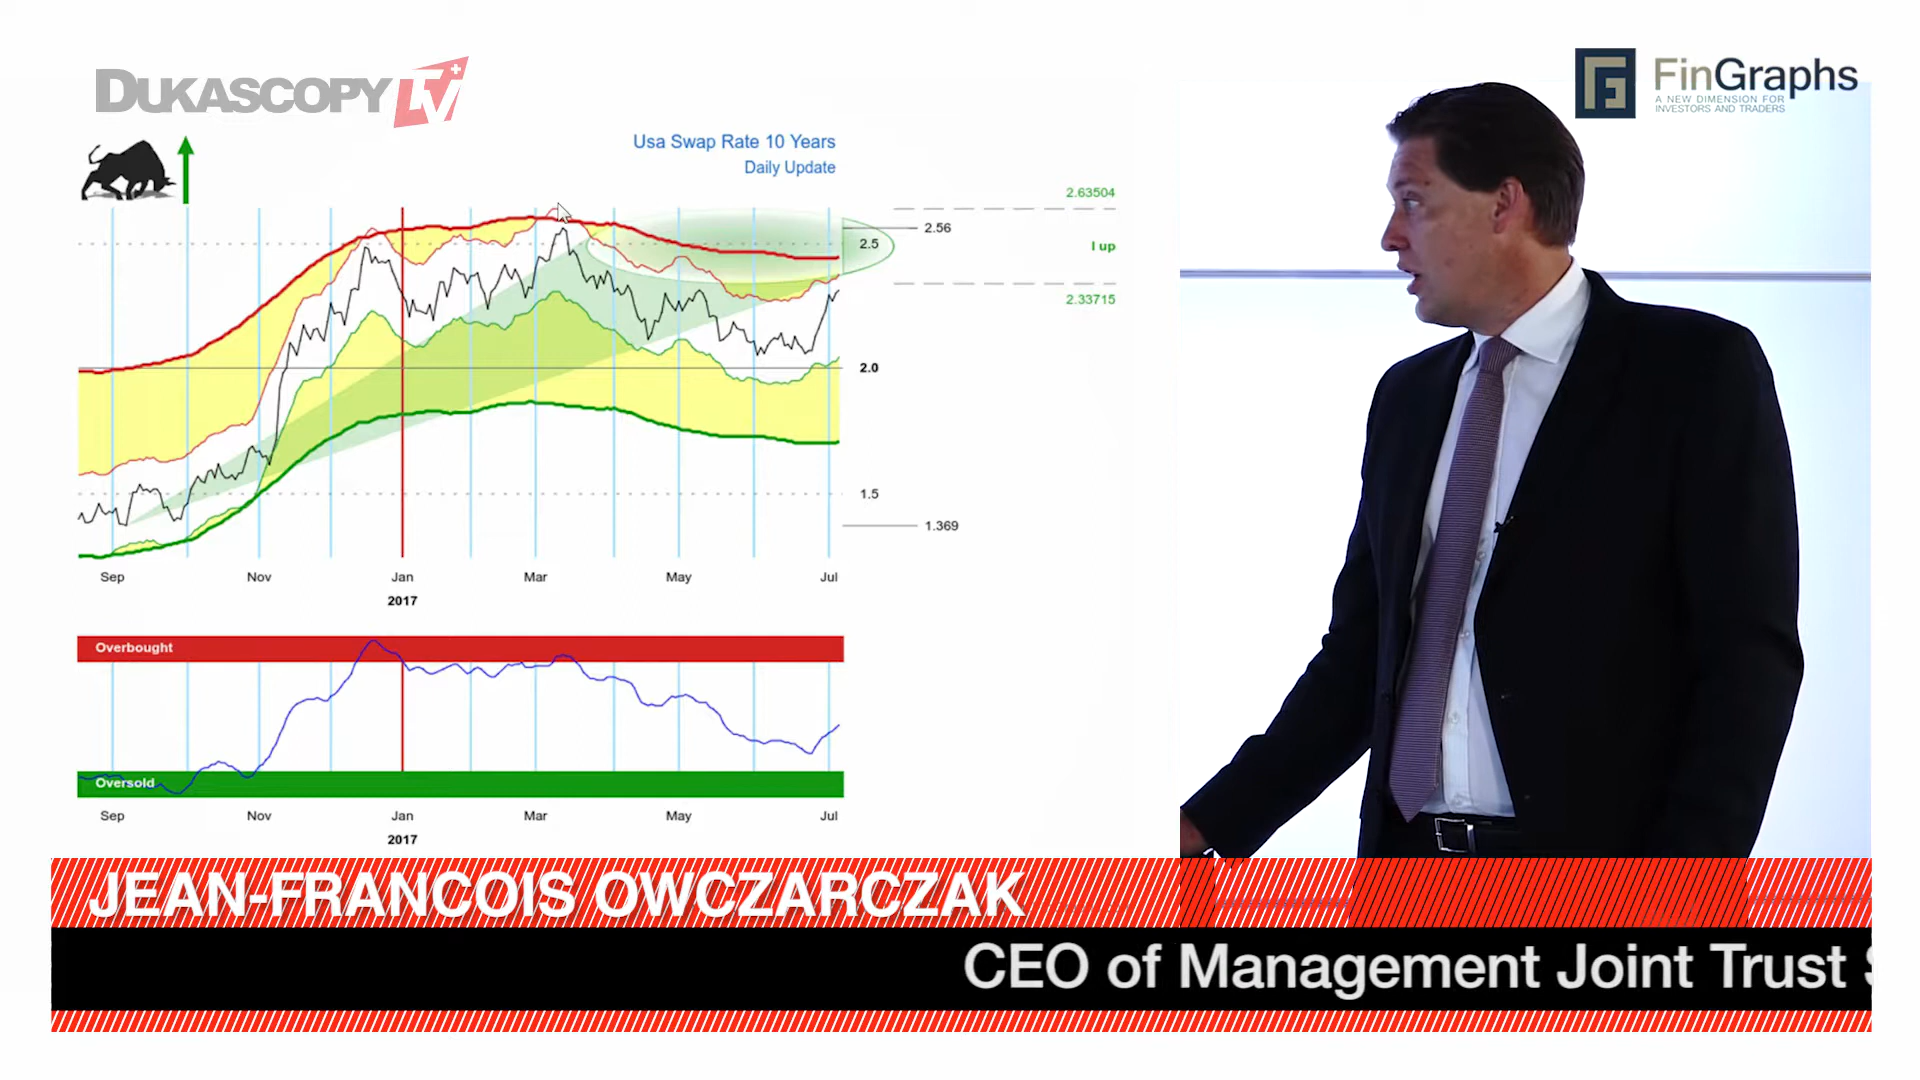 DUKASCOPY TV
FinGraphs
A NEW DIMENSION FOR
INVESTORS AND TRADERS
Usa Swap Rate 10 Years
Daily Update
2.63504
2.56
2.5
I up
2.33715
2.0
1.5
1.369
Sep Nov Jan Mar May Jul
2017
Overbought
Oversold
Sep Nov Jan Mar May Jul
2017
JEAN-FRANCOIS OWCZARCZAK
CEO of Management Joint Trust